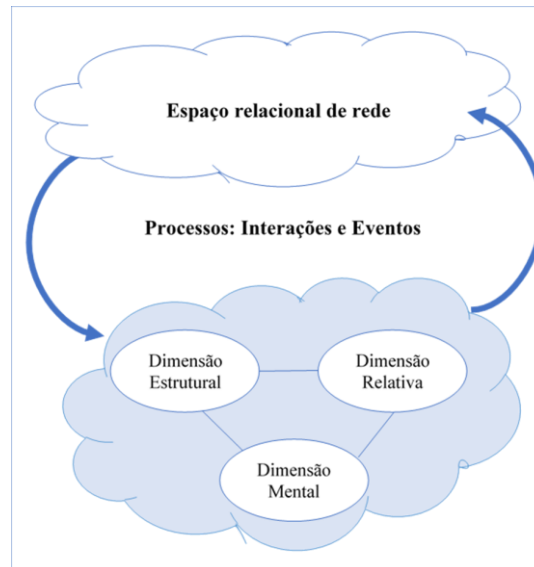 Espaço relacional de rede
Processos: Interações e Eventos
Dimensão
Estrutural
Dimensão
Relativa
Dimensão
Mental